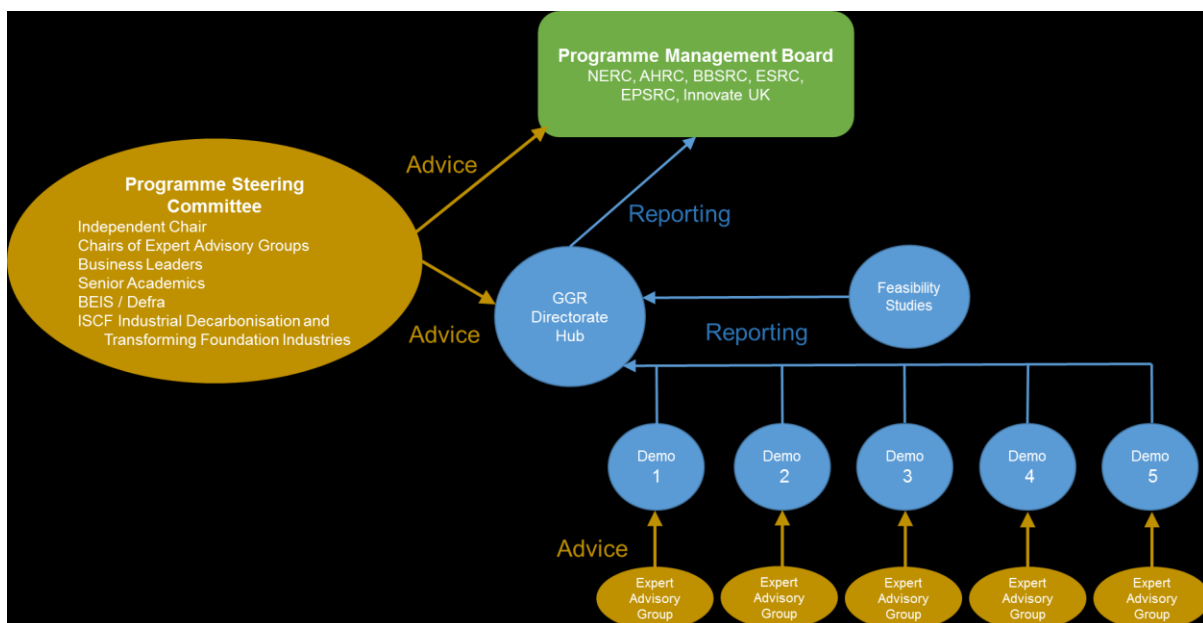 Programme Management Board
NERC, AHRC, BBSRC, ESRC,
EPSRC, Innovate UK
Advice
Programme Steering
Committee
Independent Chair
Chairs of Expert Advisory Groups
Business Leaders
Senior Academics
BEIS / Defra
ISCF Industrial Decarbonisation and
Transforming Foundation Industries
Reporting
Advice
GGR
Directorate
Hub
Feasibility
Studies
Reporting
Demo
1
Demo
2
Demo
3
Demo
4
Demo
5
Advice
Expert
Advisory
Group
Expert
Advisory
Group
Expert
Advisory
Group
Expert
Advisory
Group
Expert
Advisory
Group